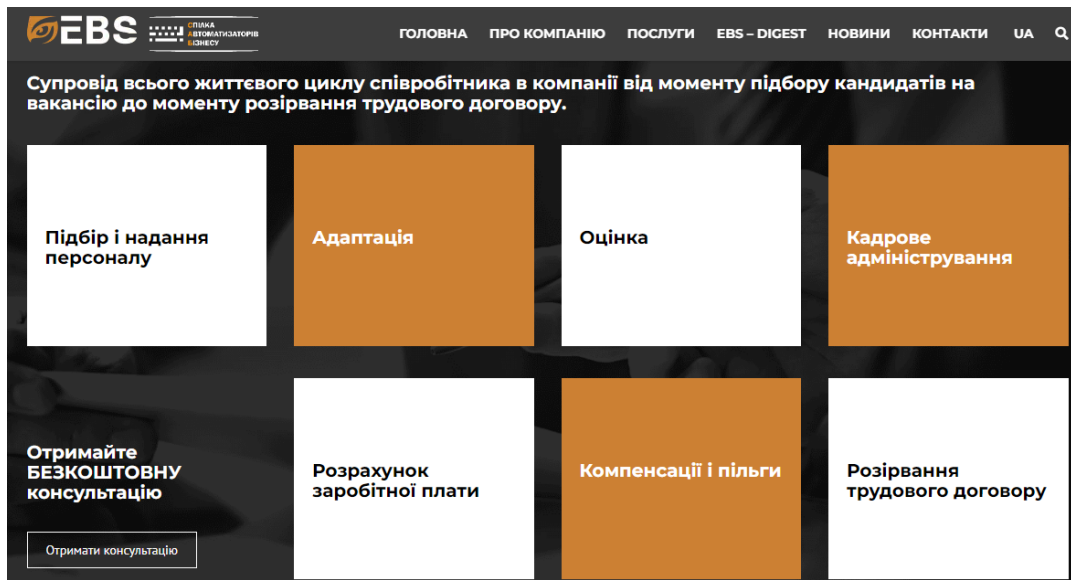 EBS
СПІЛКА
АВТОМАТИЗАТОРІВ
БІЗНЕСУ
ГОЛОВНА ПРО КОМПАНІЮ ПОСЛУГИ EBS – DIGEST НОВИНИ КОНТАКТИ UA
Супровід всього життєвого циклу співробітника в компанії від моменту підбору кандидатів на
вакансію до моменту розірвання трудового договору.
Підбір і надання
персоналу
Адаптація
Оцінка
Кадрове
адміністрування
Отримайте
БЕЗКОШТОВНУ
консультацію
Отримати консультацію
Розрахунок
заробітної плати
Компенсації і пільги
Розірвання
трудового договору